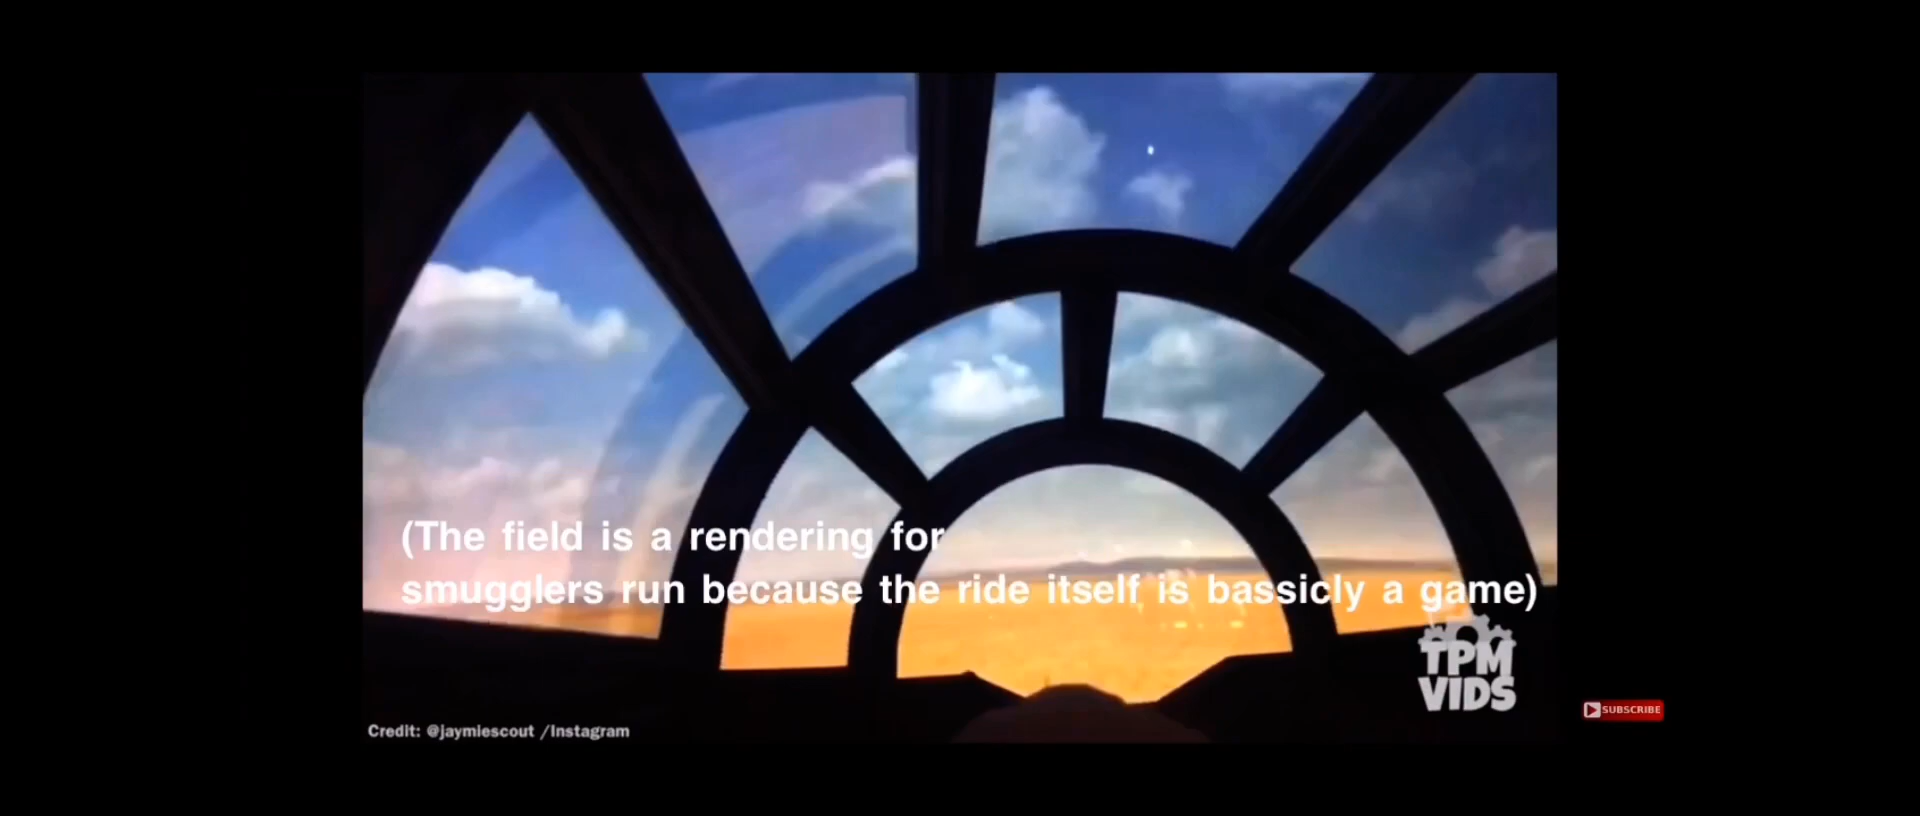 (The field is a rendering for
smugglers run because the ride itself is bassicly a game)
TPM
VIDS
SUBSCRIBE
Credit: @jaymiescout /Instagram